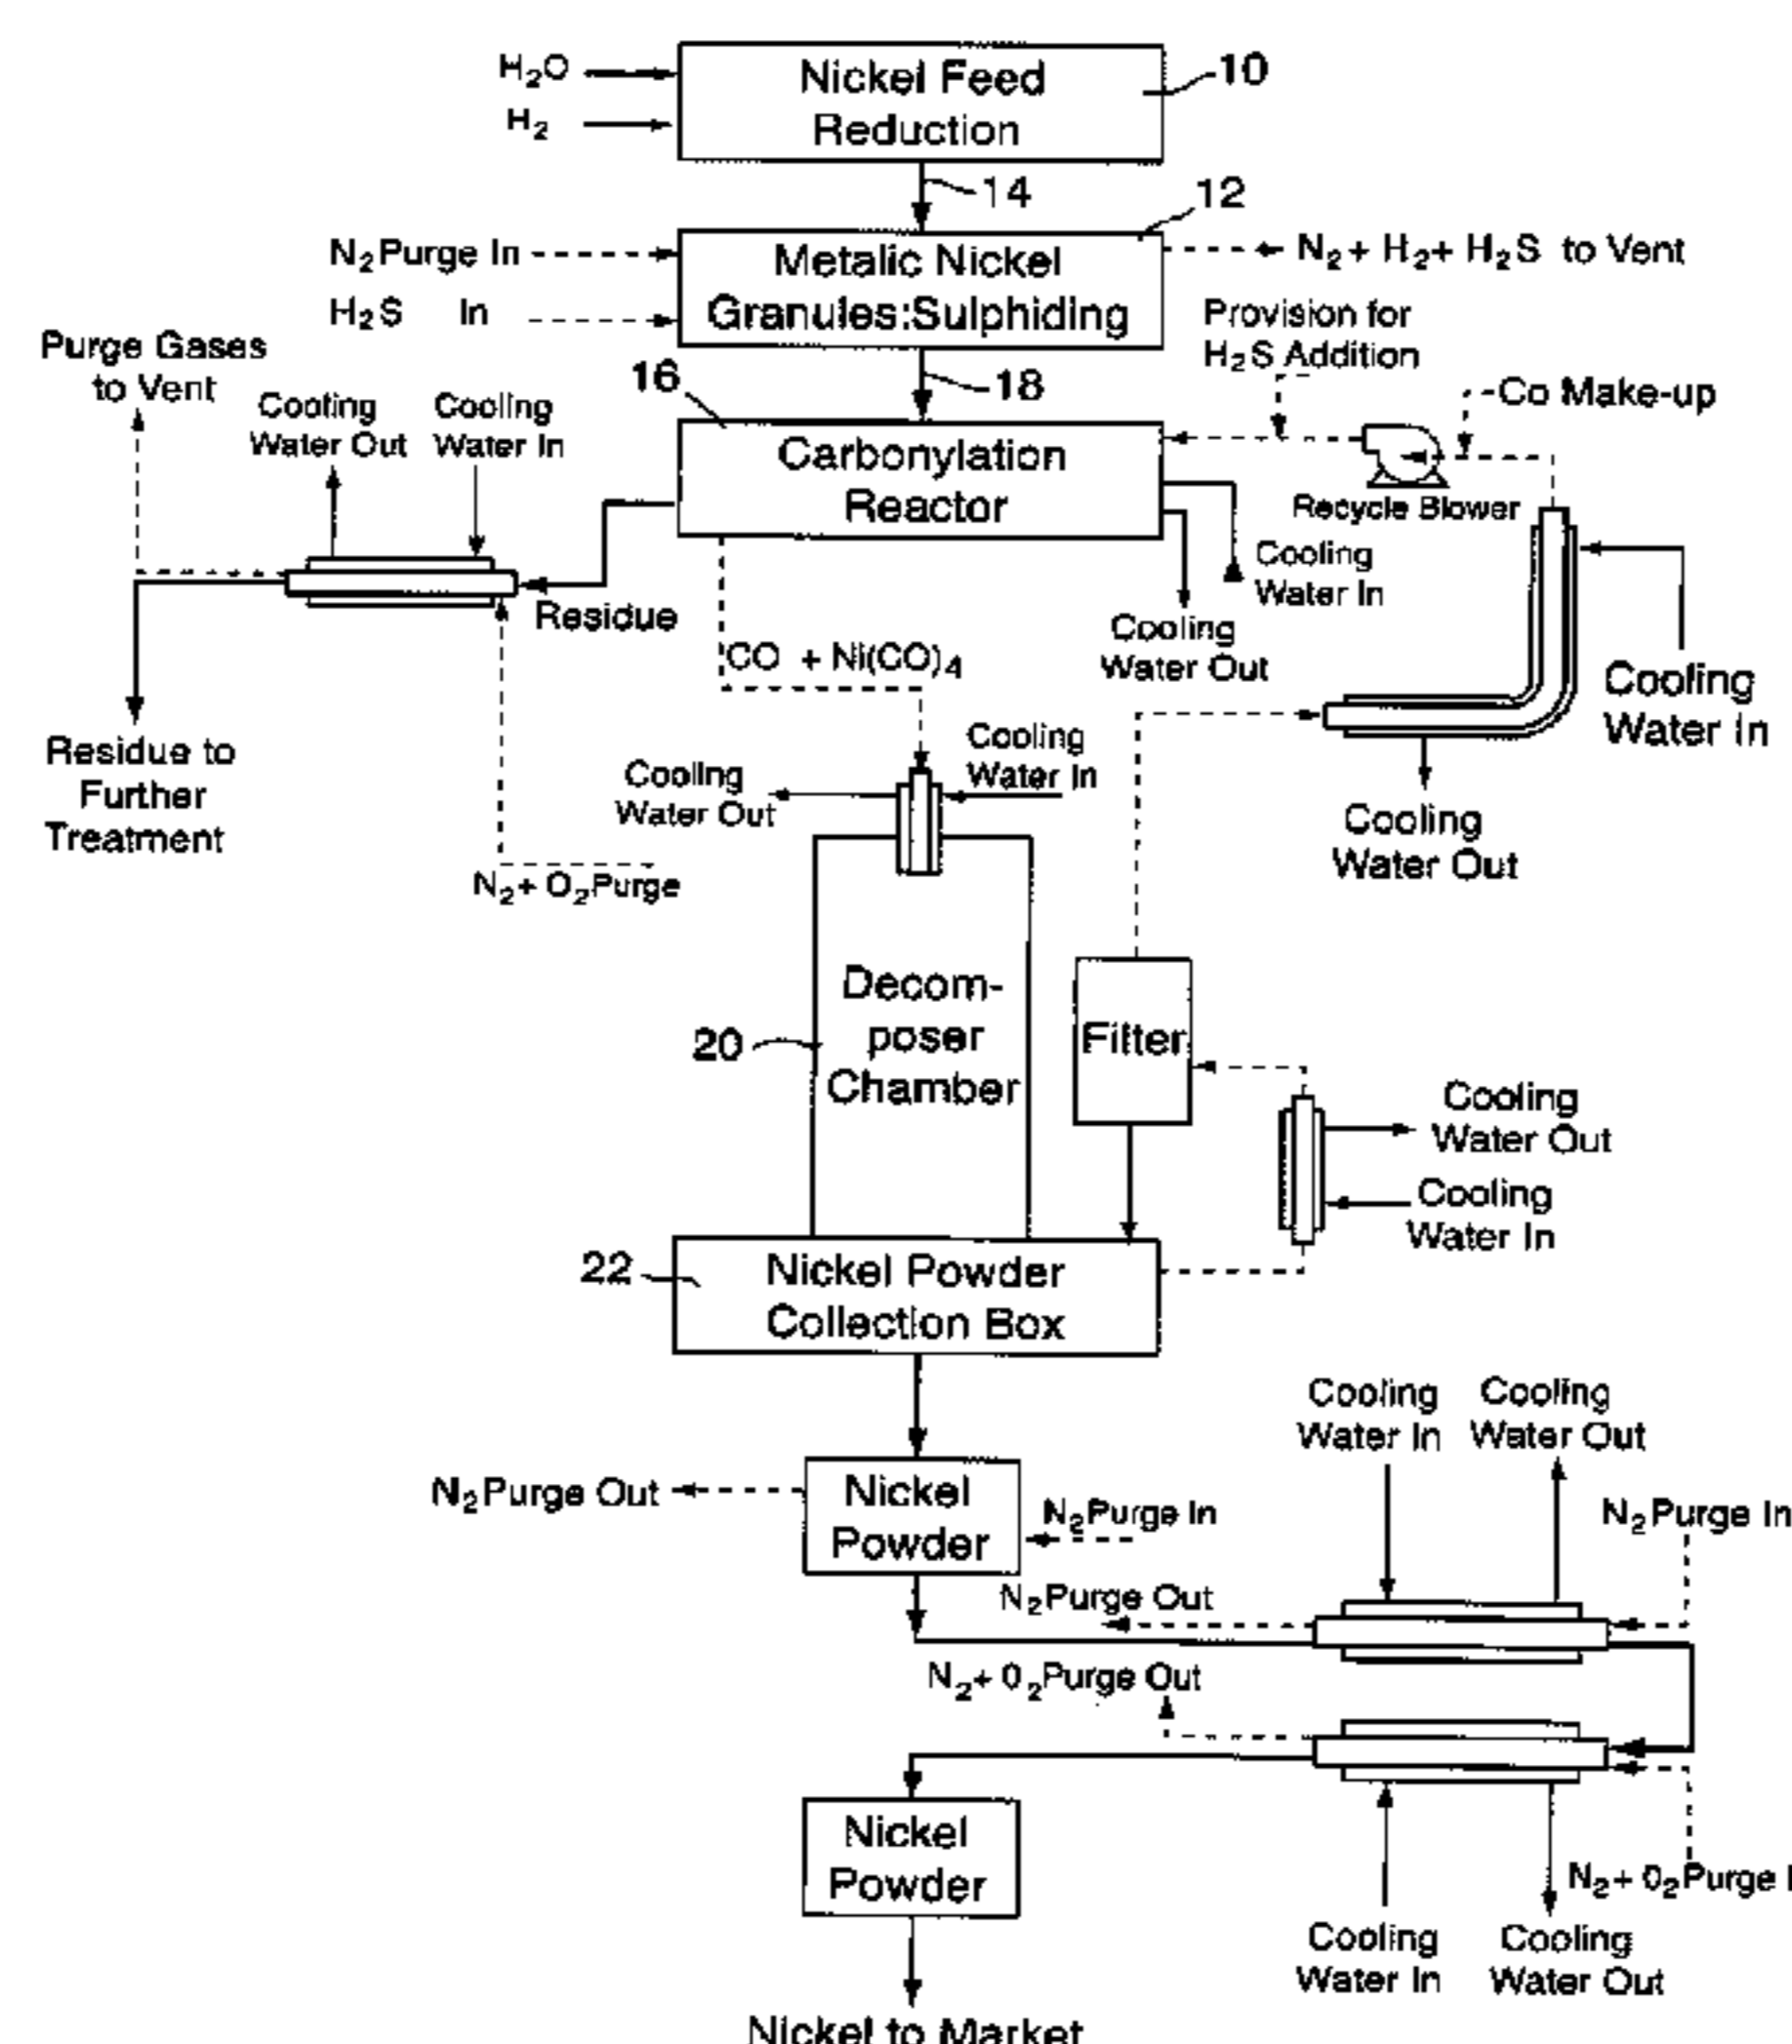 H2O
H2
Nickel Feed
Reduction
10
14
12
N2 Purge In
H2S In
Metalic Nickel
Granules:Sulphiding
N2 + H2 + H2S to Vent
Provision for
H2S Addition
Co Make-up
Purge Gases
to Vent
Cooling
Water Out
Cooling
Water In
16
18
Carbonylation
Reactor
Recycle Blower
Cooling
Water In
Cooling
Water Out
Residue
CO + Ni(CO)4
Cooling
Water In
Cooling
Water Out
Residue to
Further
Treatment
Cooling
Water Out
Cooling
Water In
N2 + O2 Purge
Decom-
poser
Chamber
20
Filter
Cooling
Water Out
Cooling
Water In
22
Nickel Powder
Collection Box
Cooling
Water In
Cooling
Water Out
N2 Purge Out
Nickel
Powder
N2 Purge In
N2 Purge In
N2 Purge Out
N2 + 02 Purge Out
Nickel
Powder
N2 + 02 Purge
Cooling
Water In
Cooling
Water Out
Nickel to Market